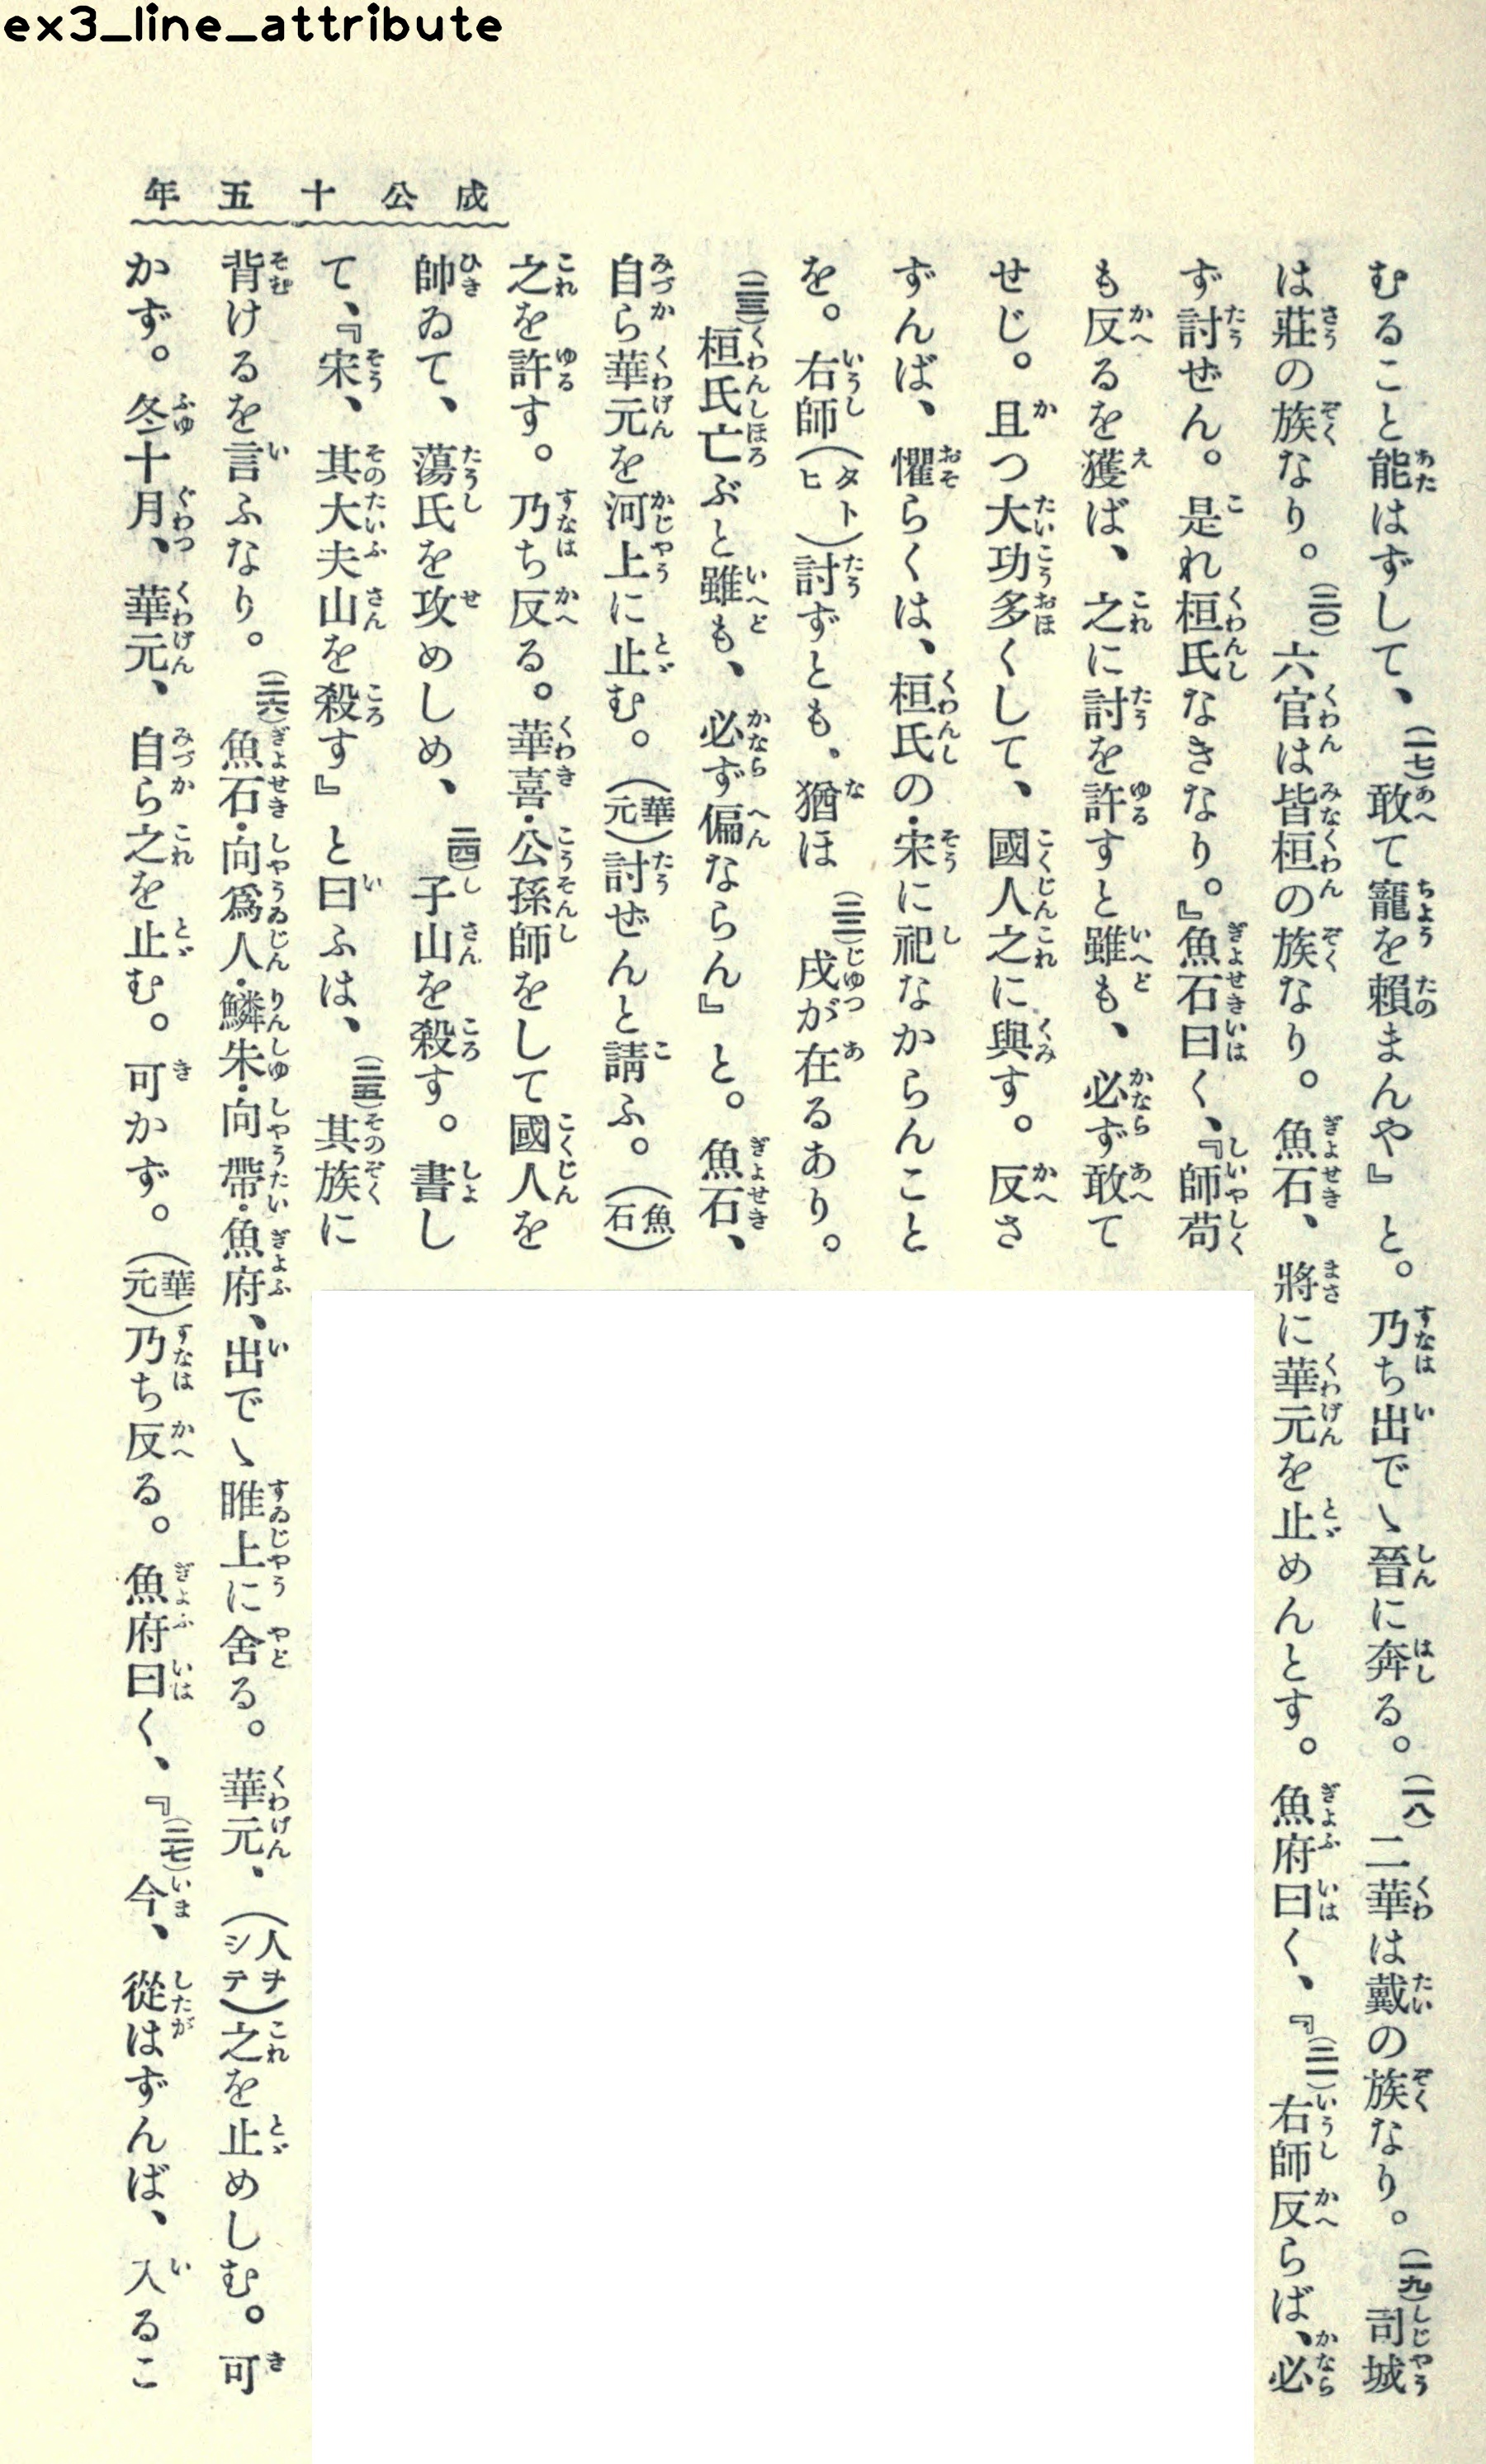 ex3_line_attribute
成公十五年
むること能はずして、(一七)敢て寵を賴まんや』と。乃ち出でゝ晉に奔る。(一八)二華は戴の族なり。(一九)司城
は莊の族なり。(二〇)六官は皆桓の族なり。魚石、將に華元を止めんとす。魚府曰く、『(二一)右師反らば、必
ず討ぜん。是れ桓氏なきなり。』魚石曰く、『師苟
も反るを獲ば、之に討を許すと雖も、必ず敢て
せじ。且つ大功多くして、國人之に與す。反さ
ずんば、懼らくは、桓氏の・宋に祀なからんこと
を。右師(タトヒ)討ずとも、猶ほ(二二)戌が在るあり。
(二三)桓氏亡ぶと雖も、必ず偏ならん』と。魚石、
自ら華元を河上に止む。(華元)討ぜんと請ふ。(魚石)
之を許す。乃ち反る。華喜・公孫師をして國人を
帥ゐて、蕩氏を攻めしめ、(二四)子山を殺す。書し
て、『宋、其大夫山を殺す』と曰ふは、(二五)其族に
背けるを言ふなり。(二六)魚石・向爲人・鱗朱・向帶・魚府、出でゝ睢上に舍る。華元、(人ヲシテ)之を止めしむ。可
かず。冬十月、華元、自ら之を止む。可かず。(華元)乃ち反る。魚府曰く、『(二七)今、從はずんば、入るこ